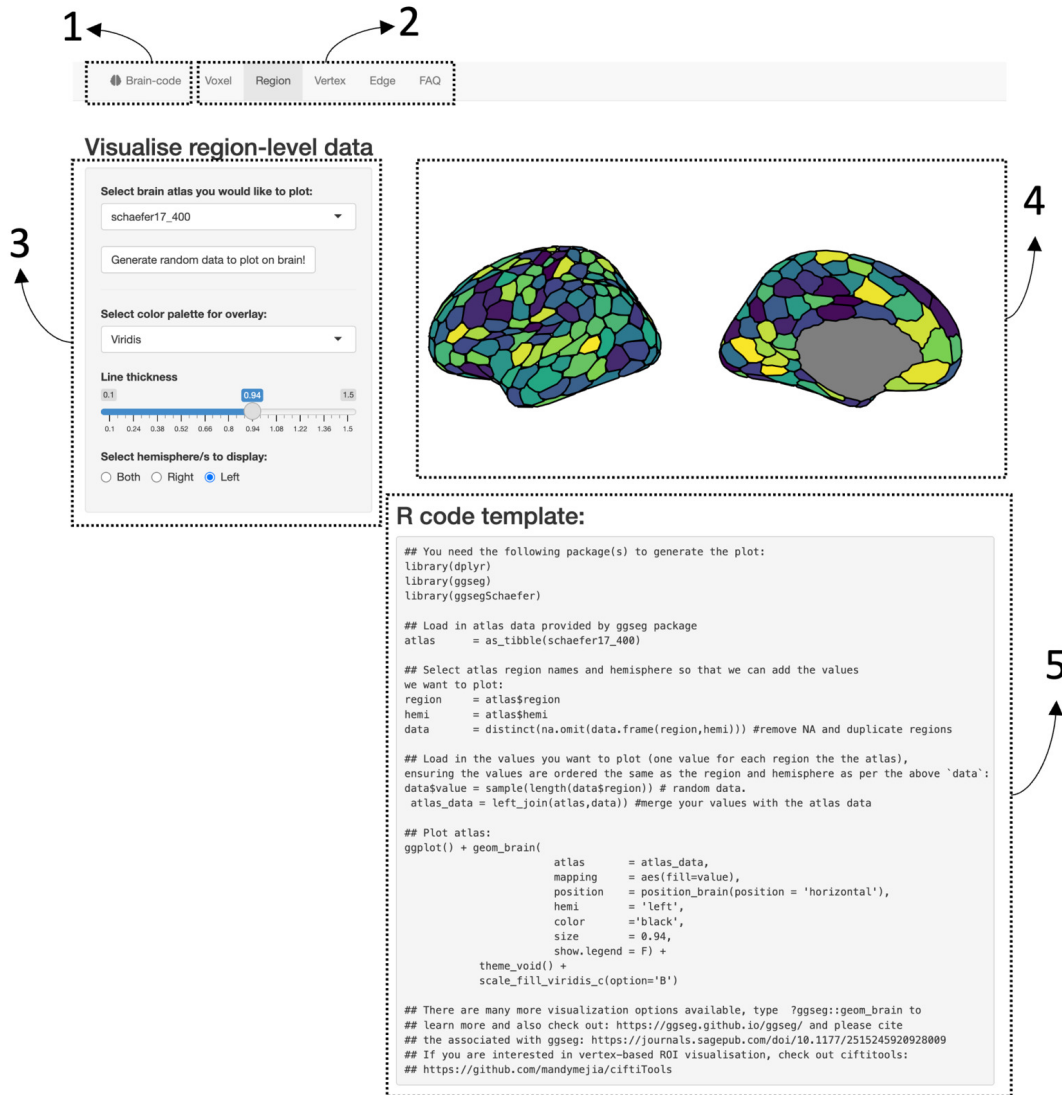 1
2
Brain-code Voxel Region Vertex Edge FAQ
Visualise region-level data
3
Select brain atlas you would like to plot:
schaefer17_400
Generate random data to plot on brain!
Select color palette for overlay:
Viridis
Line thickness
0.1 0.94 1.5
0.1 0.24 0.38 0.52 0.66 0.8 0.94 1.08 1.22 1.36 1.5
Select hemisphere/s to display:
Both Right Left
4
5
R code template:
## You need the following package(s) to generate the plot:
library(dplyr)
library(ggseg)
library(ggsegSchaefer)
## Load in atlas data provided by ggseg package
atlas      = as_tibble(schaefer17_400)
## Select atlas region names and hemisphere so that we can add the values
we want to plot:
region     = atlas$region
hemi       = atlas$hemi
data       = distinct(na.omit(data.frame(region,hemi))) #remove NA and duplicate regions
## Load in the values you want to plot (one value for each region the the atlas),
ensuring the values are ordered the same as the region and hemisphere as per the above `data`:
data$value = sample(length(data$region)) # random data.
atlas_data = left_join(atlas,data)) #merge your values with the atlas data
## Plot atlas:
ggplot() + geom_brain(
atlas      = atlas_data,
mapping    = aes(fill=value),
position   = position_brain(position = 'horizontal'),
hemi       = 'left',
color      ='black',
size       = 0.94,
show.legend = F) +
theme_void() +
scale_fill_viridis_c(option='B')
## There are many more visualization options available, type  ?ggseg::geom_brain to
## learn more and also check out: https://ggseg.github.io/ggseg/ and please cite
## the associated with ggseg: https://journals.sagepub.com/doi/10.1177/2515245920928009
## If you are interested in vertex-based ROI visualisation, check out ciftitools:
## https://github.com/mandymejia/ciftiTools